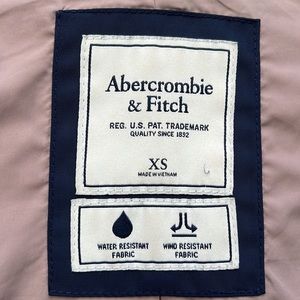 Abercrombie
& Fitch
REG. U.S. PAT. TRADEMARK
QUALITY SINCE 1892
XS
MADE IN VIETNAM
WATER RESISTANT
FABRIC
WIND RESISTANT
FABRIC